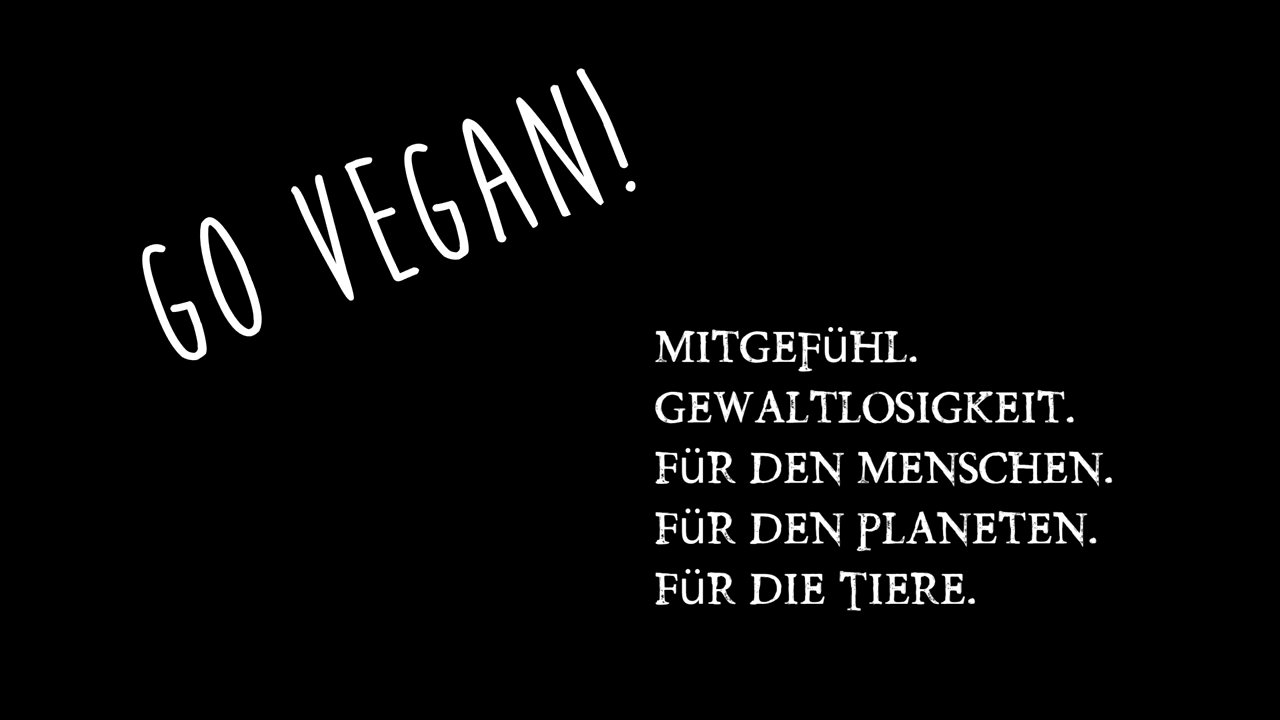 GO VEGAN!
MITGEFÜHL.
GEWALTLOSIGKEIT.
FÜR DEN MENSCHEN.
FÜR DEN PLANETEN.
FÜR DIE TIERE.